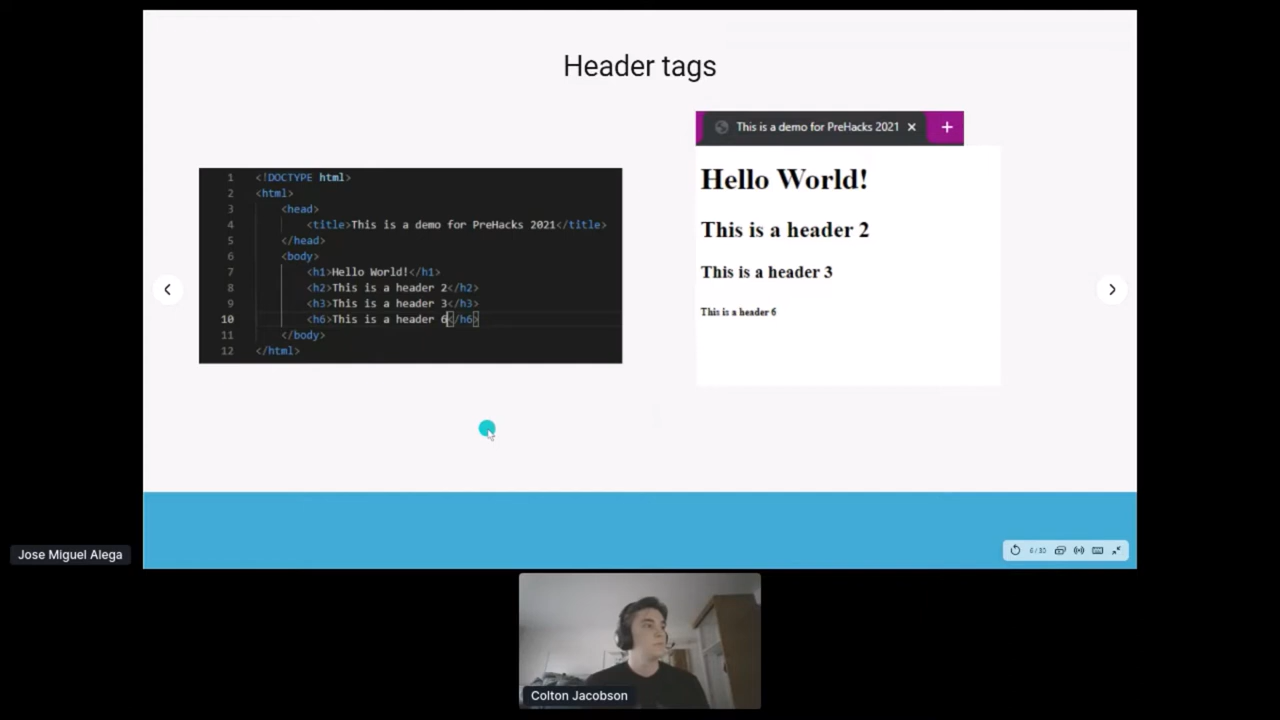 Header tags
This is a demo for PreHacks 2021
1 <!DOCTYPE html>
2 <html>
3 <head>
4 <title>This is a demo for PreHacks 2021</title>
5 </head>
6 <body>
7 <h1>Hello World!</h1>
8 <h2>This is a header 2</h2>
9 <h3>This is a header 3</h3>
10 <h6>This is a header 6</h6>
11 </body>
12 </html>
Hello World!
This is a header 2
This is a header 3
This is a header 6
Jose Miguel Alega
Colton Jacobson